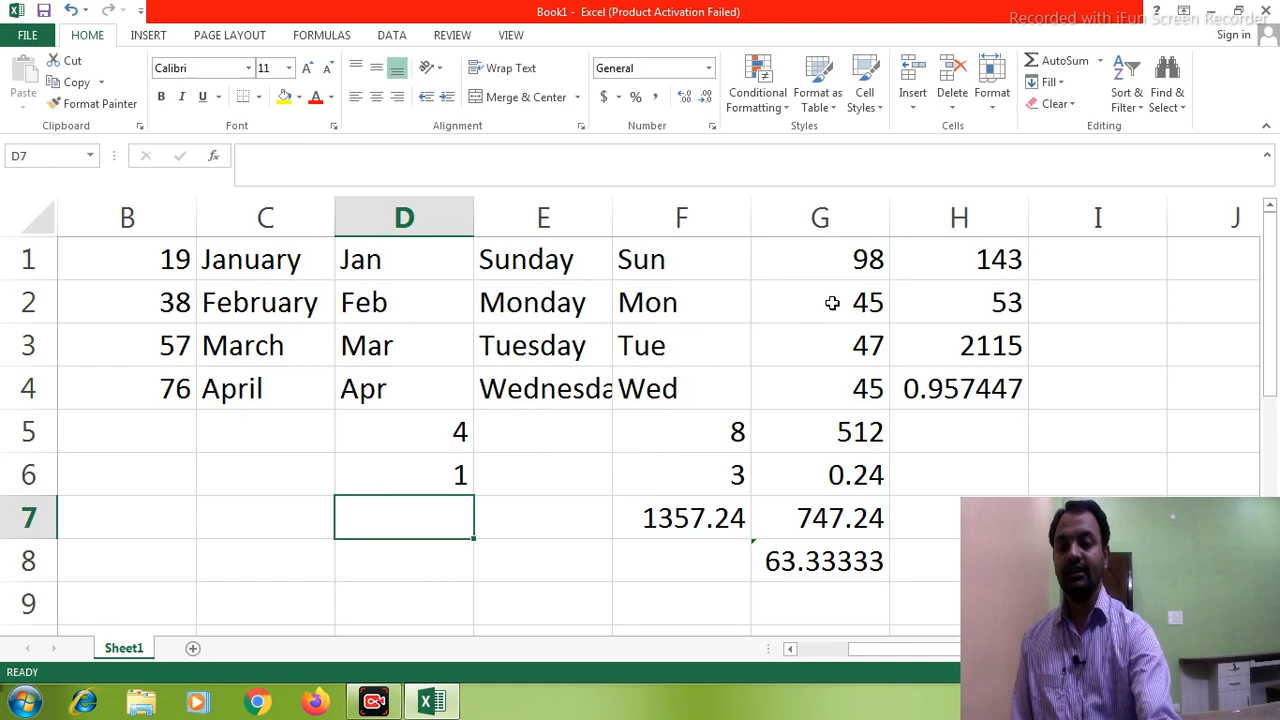 Book1 - Excel (Product Activation Failed)
Recorded with iFun Screen Recorder
FILE HOME INSERT PAGE LAYOUT FORMULAS DATA REVIEW VIEW Sign in
Paste Cut Copy Format Painter
Clipboard
Calibri 11
B I U A
Font
Wrap Text
Merge & Center
Alignment
General
$ % ,
Number
Conditional Formatting
Format as Table
Cell Styles
Styles
Insert Delete Format
Cells
AutoSum
Fill
Clear
Sort & Filter
Find & Select
Editing
D7 fx
B C D E F G H I J
1 19 January Jan Sunday Sun 98 143
2 38 February Feb Monday Mon 45 53
3 57 March Mar Tuesday Tue 47 2115
4 76 April Apr Wednesda Wed 45 0.957447
5 4 8 512
6 1 3 0.24
7 1357.24 747.24
8 63.33333
9
Sheet1
READY